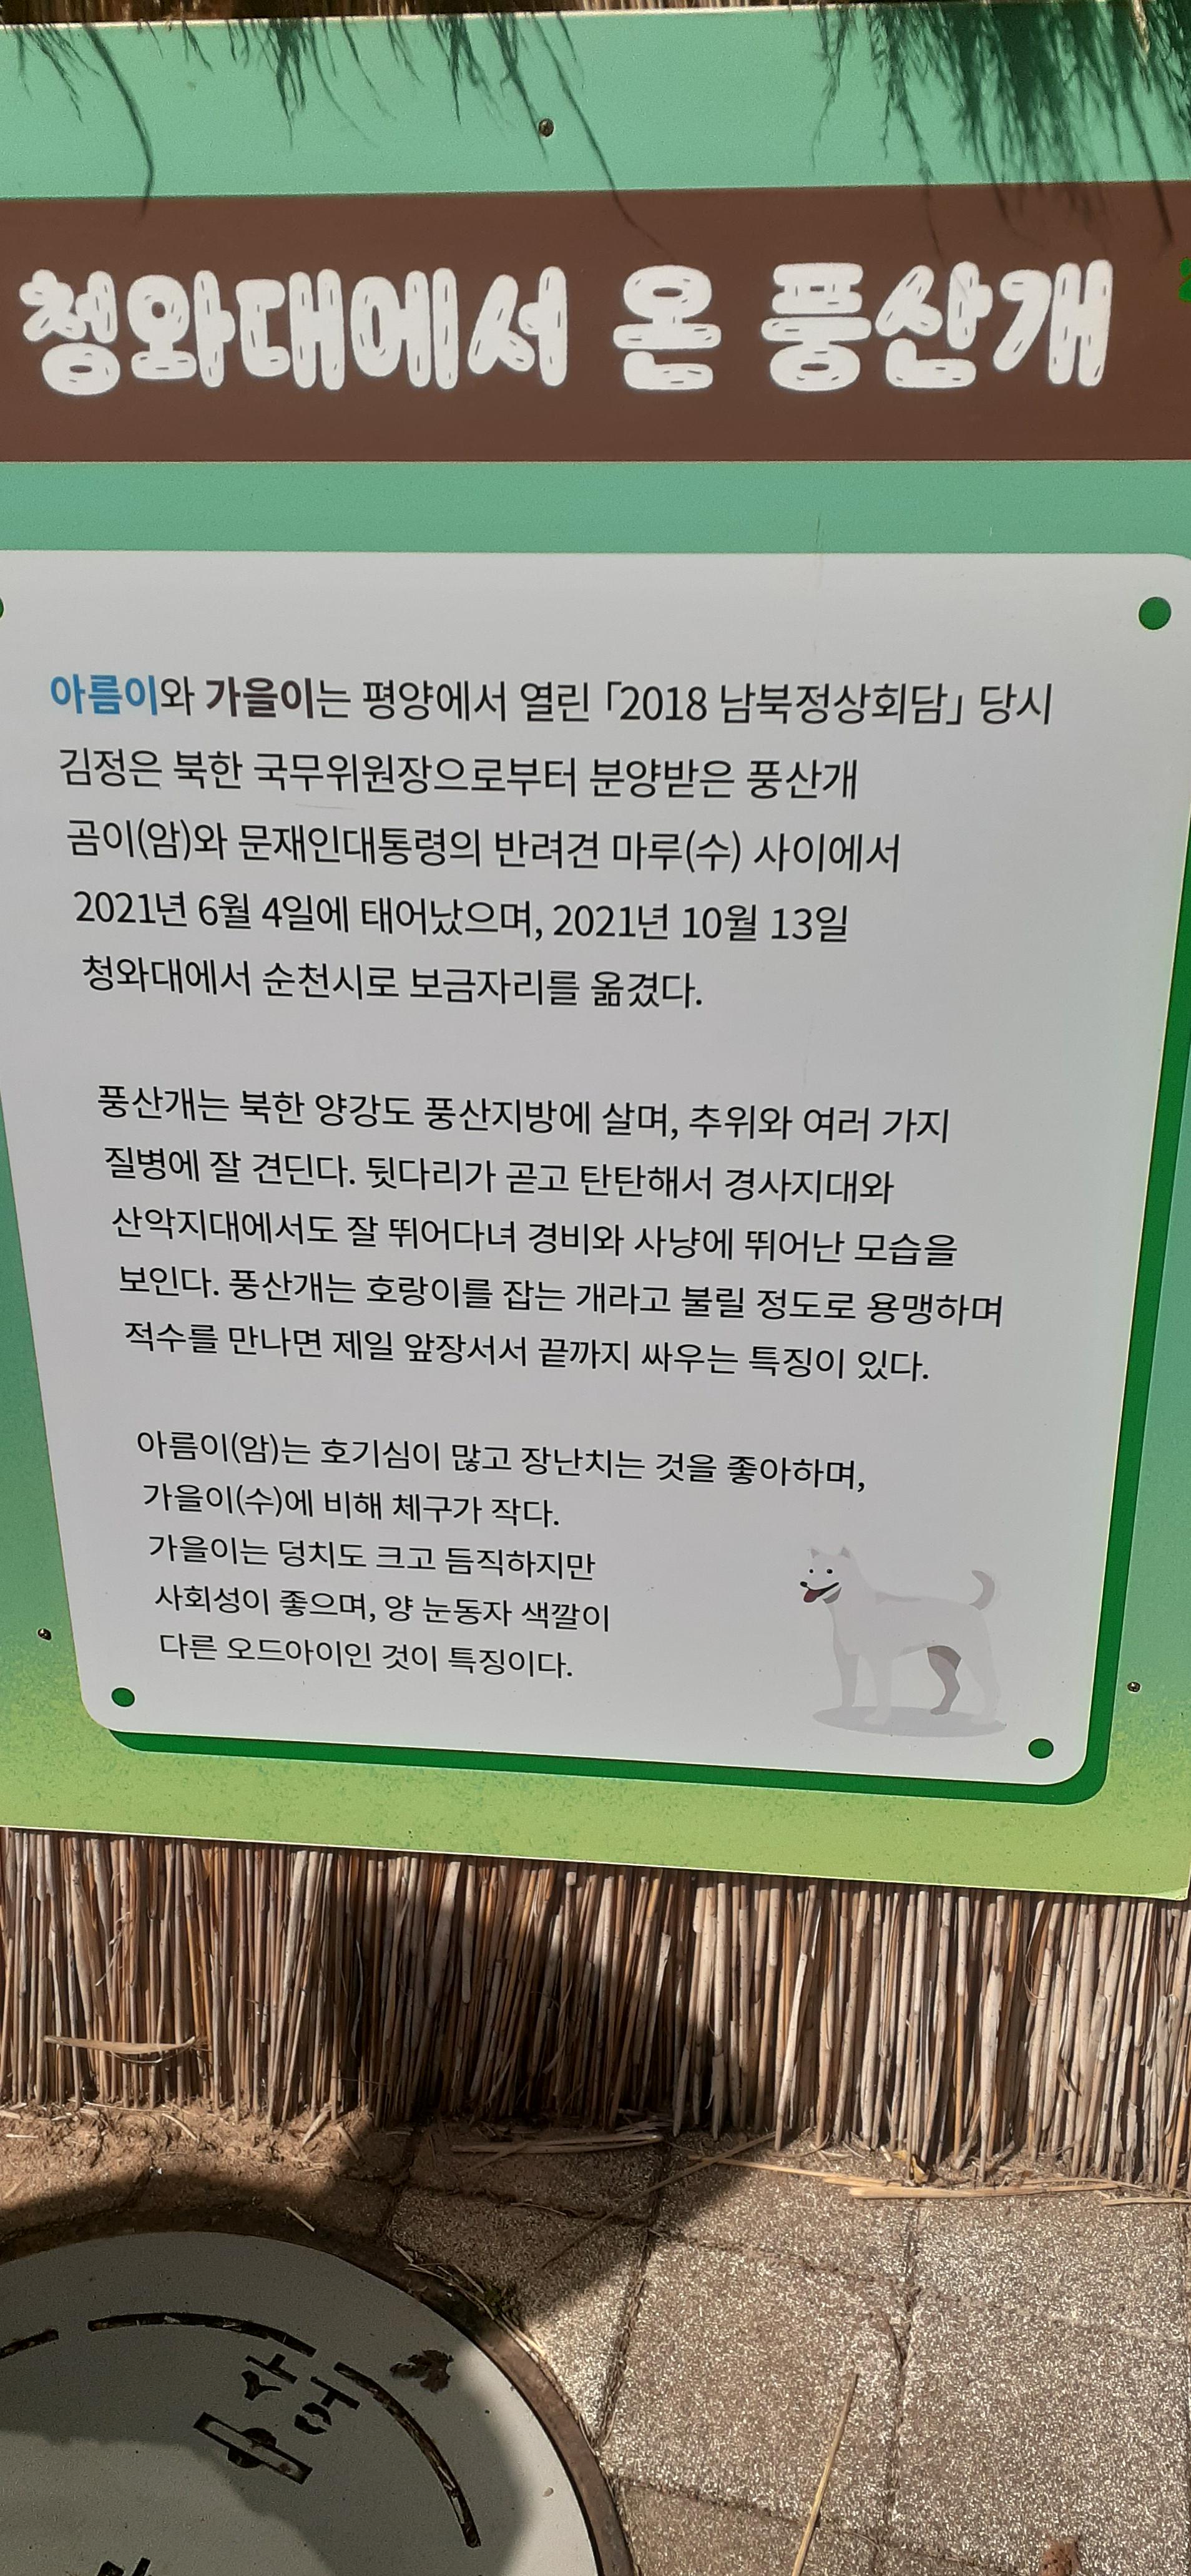 청와대에서 온 풍산개
아름이와 가을이는 평양에서 열린 「2018 남북정상회담」 당시
김정은 북한 국무위원장으로부터 분양받은 풍산개
곰이(암)와 문재인대통령의 반려견 마루(수) 사이에서
2021년 6월 4일에 태어났으며, 2021년 10월 13일
청와대에서 순천시로 보금자리를 옮겼다.
풍산개는 북한 양강도 풍산지방에 살며, 추위와 여러 가지
질병에 잘 견딘다. 뒷다리가 곧고 탄탄해서 경사지대와
산악지대에서도 잘 뛰어다녀 경비와 사냥에 뛰어난 모습을
보인다. 풍산개는 호랑이를 잡는 개라고 불릴 정도로 용맹하며
적수를 만나면 제일 앞장서서 끝까지 싸우는 특징이 있다.
아름이(암)는 호기심이 많고 장난치는 것을 좋아하며,
가을이(수)에 비해 체구가 작다.
가을이는 덩치도 크고 듬직하지만
사회성이 좋으며, 양 눈동자 색깔이
다른 오드아이인 것이 특징이다.